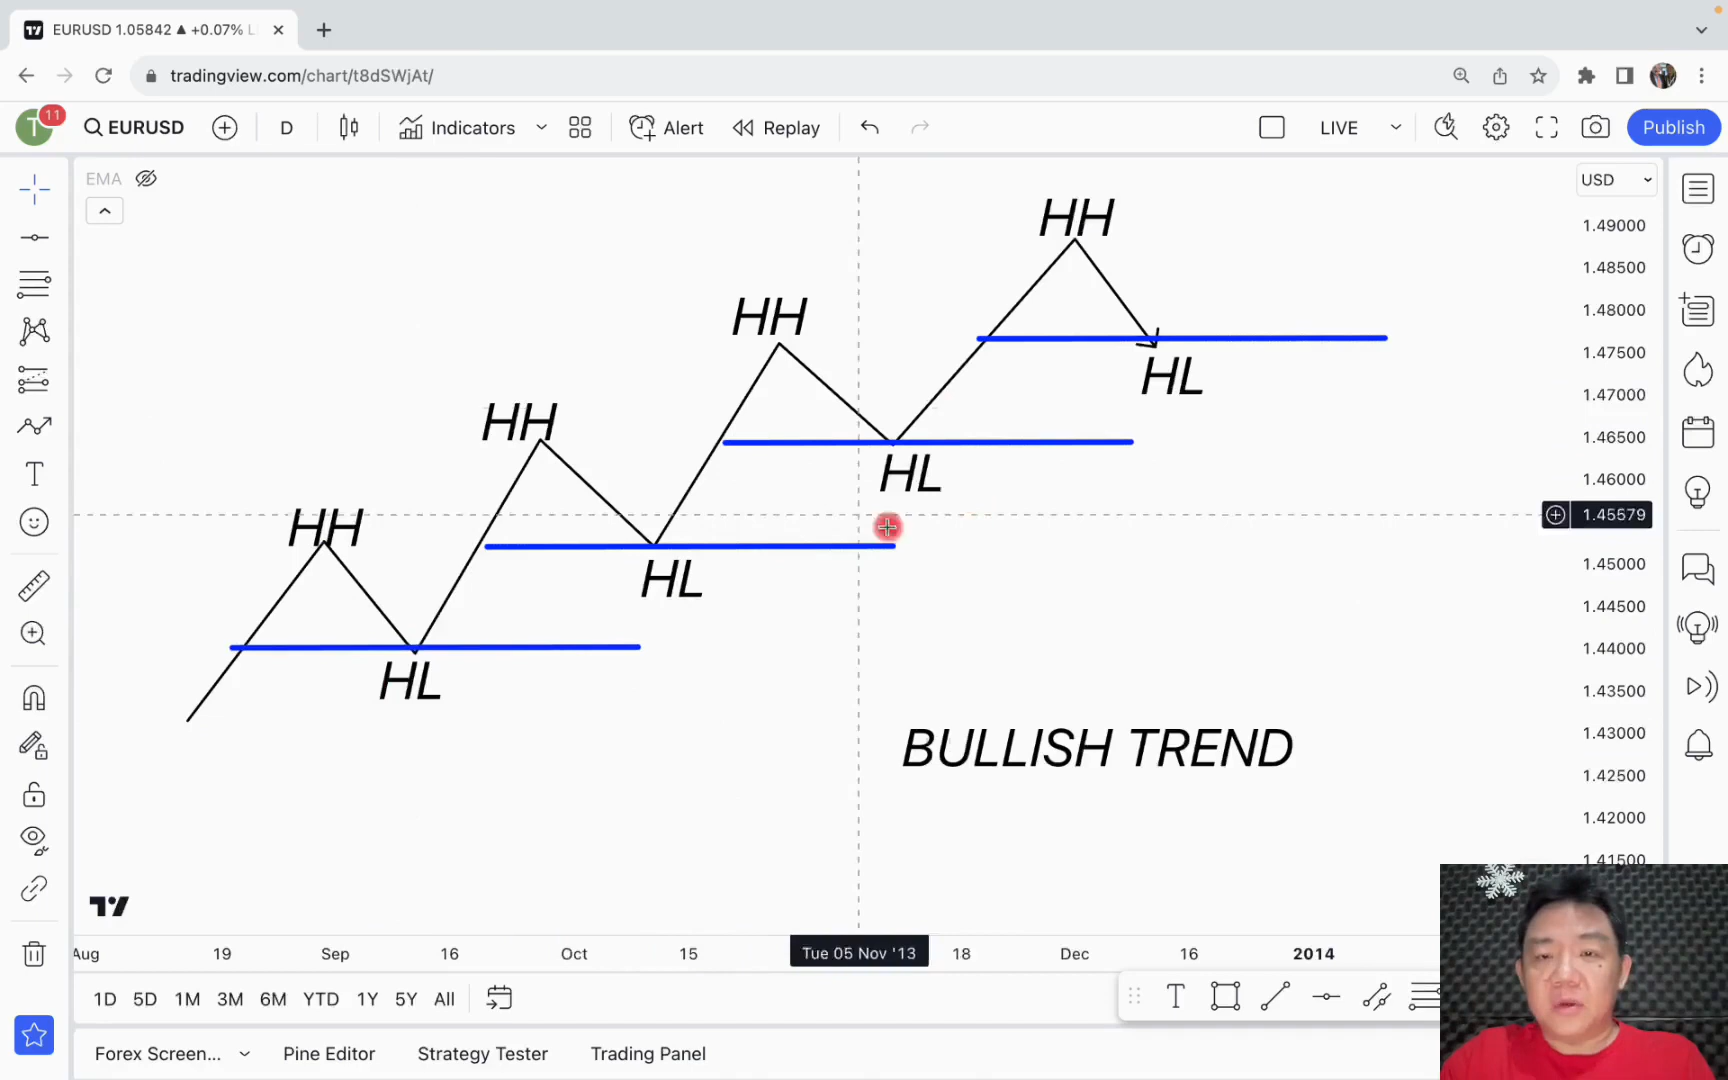 EURUSD 1.05842 ▲ +0.07%
tradingview.com/chart/t8dSWjAt/
T
11
EURUSD
D
Indicators
Alert
Replay
LIVE
Publish
EMA
USD
HH
HH
HH
HH
HL
HL
HL
HL
BULLISH TREND
1.49000
1.48500
1.48000
1.47500
1.47000
1.46500
1.46000
1.45579
1.45000
1.44500
1.44000
1.43500
1.43000
1.42500
1.42000
1.41500
Aug
19
Sep
16
Oct
15
Tue 05 Nov '13
18
Dec
16
2014
1D 5D 1M 3M 6M YTD 1Y 5Y All
Forex Screen... Pine Editor Strategy Tester Trading Panel